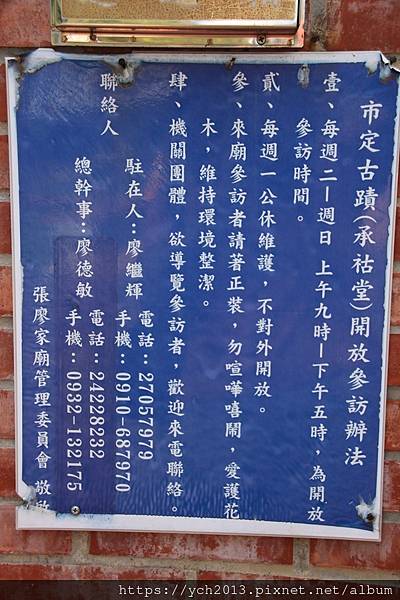 市定古蹟(承祜堂)開放參訪辦法
壹、每週二—週日 上午九時—下午五時,為開放
參訪時間。
貳、每週一公休維護,不對外開放。
參、來廟參訪者請著正裝,勿喧嘩嘻鬧,愛護花
木,維持環境整潔。
肆、機關團體,欲導覽參訪者,歡迎來電聯絡。
聯絡人
駐在人:廖繼輝 電話:27057979
手機:0910-687970
總幹事:廖德敏 電話:24228232
手機:0932-132175
張廖家廟管理委員會 敬啟
https://ych2013.pixnet.net/album